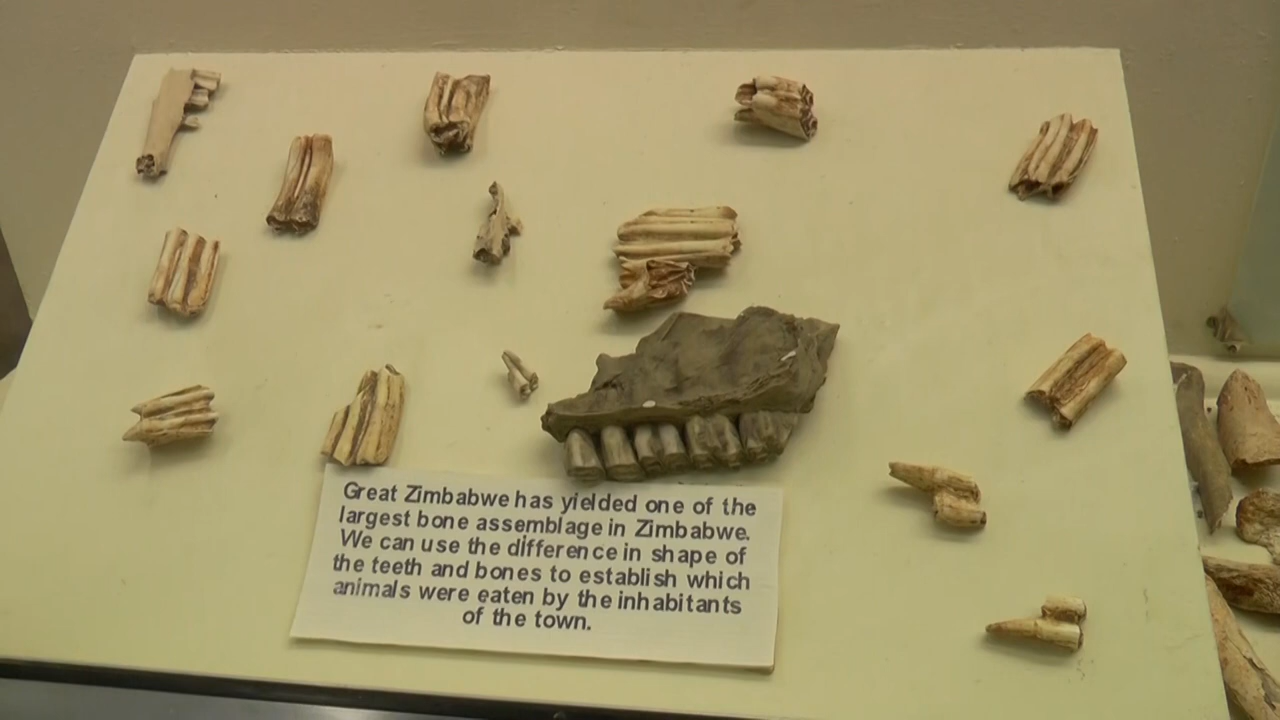 Great Zimbabwe has yielded one of the
largest bone assemblage in Zimbabwe.
We can use the difference in shape of
the teeth and bones to establish which
animals were eaten by the inhabitants
of the town.